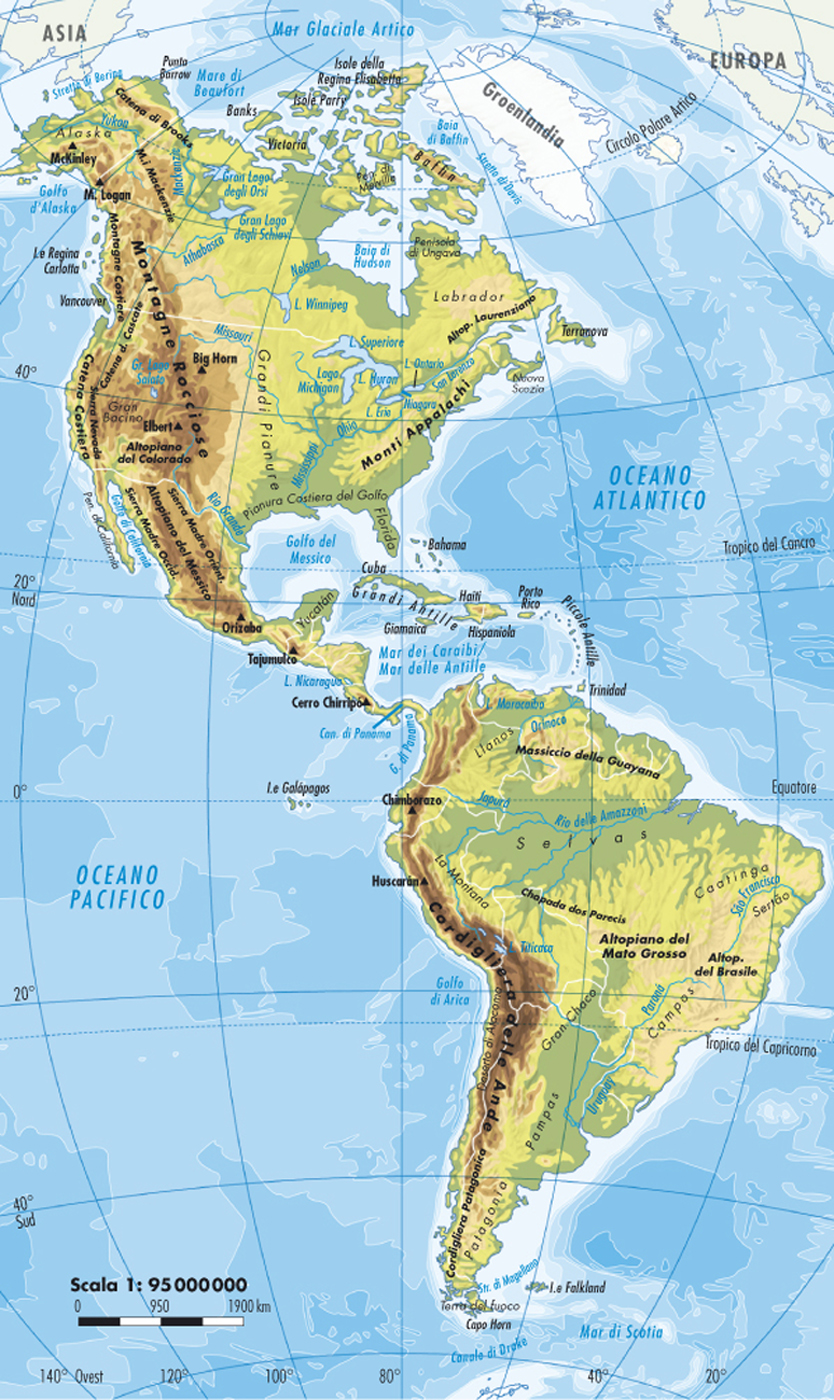 ASIA
Mar Glaciale Artico
EUROPA
Punta
Barrow
Mare di
Beaufort
Isole della
Regina Elisabetta
Stretto di Bering
Catena di Brooks
Banks
Isole Parry
Groenlandia
Circolo Polare Artico
Yukon
Alaska
McKinley
Victoria
Baia
di Baffin
Baffin
Stretto di Davis
M.ti Mackenzie
Mackenzie
Gran Lago
degli Orsi
Pen. di
Melville
Golfo
d'Alaska
M. Logan
Gran Lago
degli Schiavi
I.e Regina
Carlotta
Montagne Costiere
Montagne Rocciose
Athabasca
Nelson
Baia di
Hudson
Penisola
di Ungava
Vancouver
Catena d. Cascate
L. Winnipeg
Labrador
Altop. Laurenziano
Terranova
Missouri
L. Superiore
40°
Catena Costiera
Sierra Nevada
Gr. Lago
Salato
Big Horn
Grandi Pianure
Lago
Michigan
L. Huron
L. Ontario
San Lorenzo
Nuova
Scozia
Gran
Bacino
Elbert
L. Erie
Niagara
Ohio
Monti Appalachi
Altopiano
del Colorado
Mississippi
OCEANO
ATLANTICO
Pen. di California
Golfo di California
Sierra Madre Occid.
Altopiano del Messico
Sierra Madre Orient.
Rio Grande
Pianura Costiera del Golfo
Florida
Golfo del
Messico
Bahama
Tropico del Cancro
20°
Nord
Cuba
Yucatán
Grandi Antille
Haiti
Porto
Rico
Piccole Antille
Orizaba
Giamaica
Hispaniola
Tajumulco
Mar dei Caraibi/
Mar delle Antille
L. Nicaragua
Trinidad
Cerro Chirripó
L. Maracaibo
Can. di Panama
G. di Panama
Llanos
Orinoco
Massiccio della Guayana
0°
I.e Galápagos
Equatore
Chimborazo
Japurá
Rio delle Amazzoni
Selvas
OCEANO
PACIFICO
Huscarán
La Montana
Caatinga
São Francisco
Sertão
Chapada dos Parecis
Cordigliera delle Ande
L. Titicaca
Altopiano del
Mato Grosso
Altop.
del Brasile
Golfo
di Arica
20°
Deserto di Atacama
Gran Chaco
Paraná
Campos
Tropico del Capricorno
Uruguay
Pampas
40°
Sud
Cordigliera Patagonica
Patagonia
Scala 1: 95 000 000
0 950 1900 km
Str. di Magellano
I.e Falkland
Terra del Fuoco
Capo Horn
Mar di Scotia
Canale di Drake
140° Ovest 120° 100° 80° 40° 20°